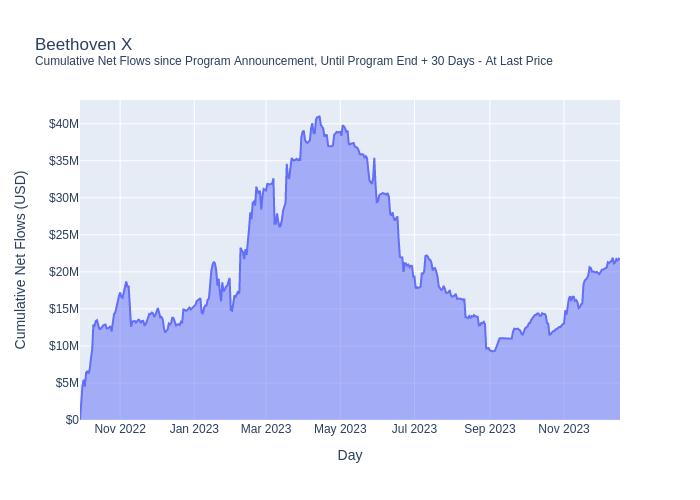 Beethoven X
Cumulative Net Flows since Program Announcement, Until Program End + 30 Days - At Last Price
Cumulative Net Flows (USD)
$40M
$35M
$30M
$25M
$20M
$15M
$10M
$5M
$0
Nov 2022
Jan 2023
Mar 2023
May 2023
Jul 2023
Sep 2023
Nov 2023
Day